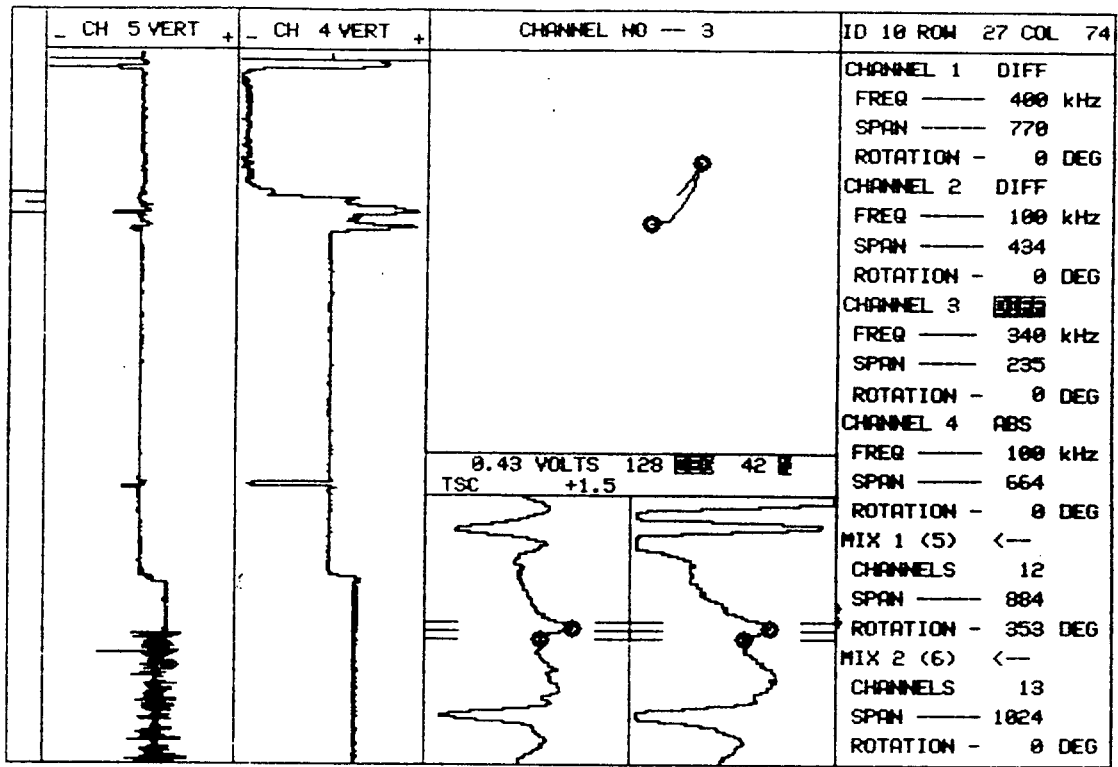 _ CH 5 VERT +
_ CH 4 VERT +
CHANNEL NO -- 3
ID 10 ROW 27 COL 74
CHANNEL 1 DIFF
FREQ ---- 400 kHz
SPAN ---- 770
ROTATION - 0 DEG
CHANNEL 2 DIFF
FREQ ---- 100 kHz
SPAN ---- 434
ROTATION - 0 DEG
CHANNEL 3
FREQ ---- 340 kHz
SPAN ---- 235
ROTATION - 0 DEG
CHANNEL 4 ABS
FREQ ---- 100 kHz
SPAN ---- 664
ROTATION - 0 DEG
MIX 1 (5) <--
CHANNELS 12
SPAN ---- 884
ROTATION - 353 DEG
MIX 2 (6) <--
CHANNELS 13
SPAN ---- 1024
ROTATION - 0 DEG
0.43 VOLTS 128 42
TSC +1.5